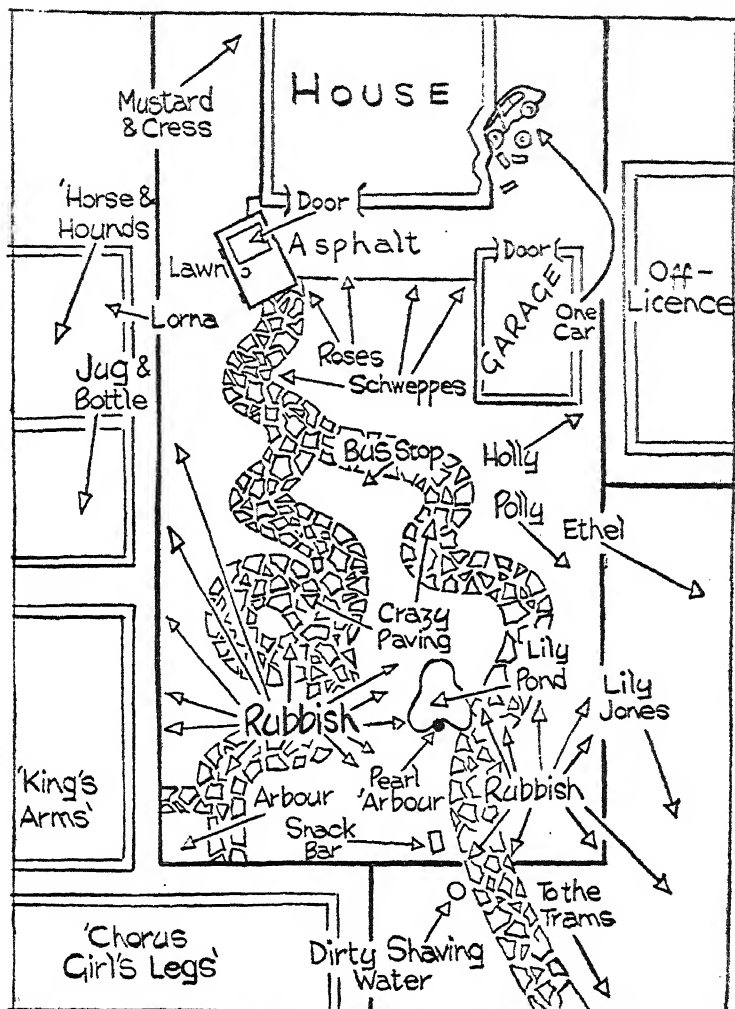 HOUSE
Mustard
& Cress
'Horse &
Hounds
Door
Asphalt
Lawn
Door
GARAGE
One
Car
Off-
Licence
Lorna
Roses
Schweppes
Jug &
Bottle
Bus Stop
Holly
Polly
Ethel
Crazy
Paving
Lily
Pond
Lily
Jones
Rubbish
Pearl
'Arbour
Rubbish
'King's
Arms'
Arbour
Snack
Bar
To the
Trams
'Chorus
Girl's Legs'
Dirty Shaving
Water